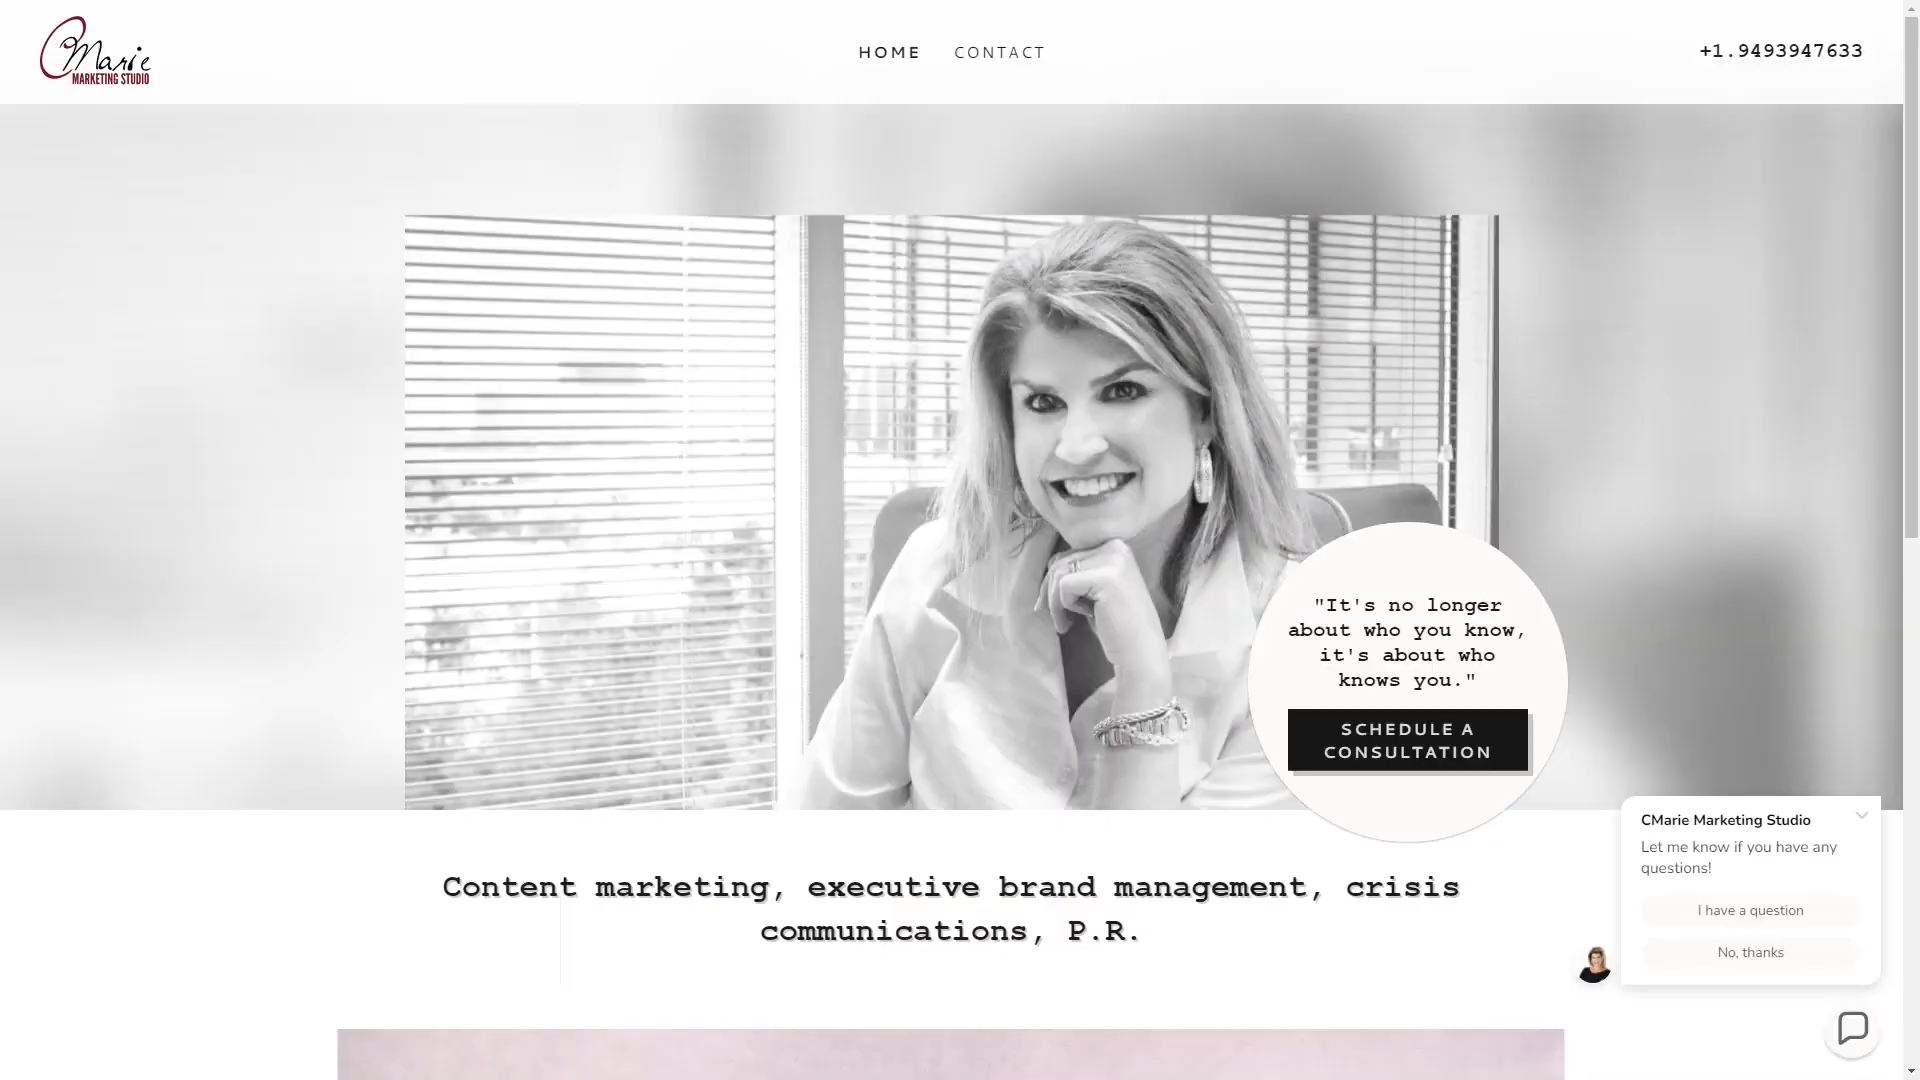 CMarie
MARKETING STUDIO
HOME
CONTACT
+1.9493947633
"It's no longer
about who you know,
it's about who
knows you."
SCHEDULE A
CONSULTATION
Content marketing, executive brand management, crisis
communications, P.R.
CMarie Marketing Studio
Let me know if you have any
questions!
I have a question
No, thanks